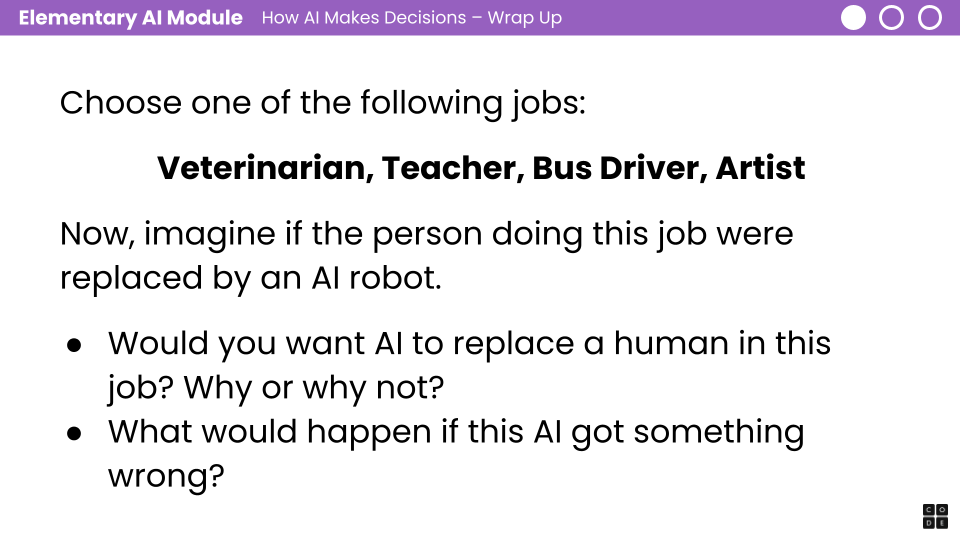 Elementary AI Module How AI Makes Decisions – Wrap Up
Choose one of the following jobs:
Veterinarian, Teacher, Bus Driver, Artist
Now, imagine if the person doing this job were
replaced by an AI robot.
● Would you want AI to replace a human in this
job? Why or why not?
● What would happen if this AI got something
wrong?
C O
D E